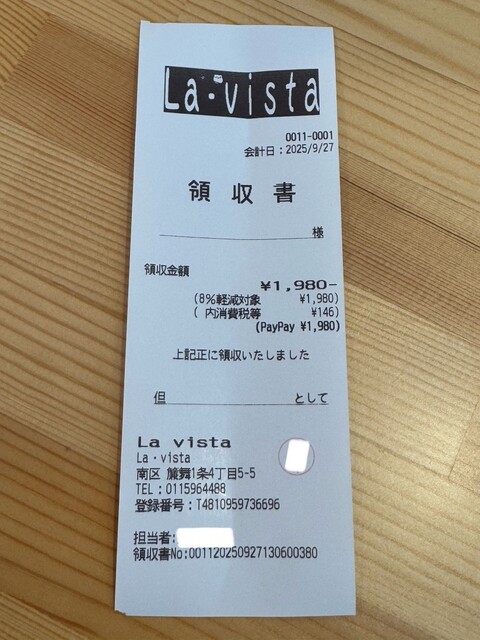 La・vista
0011-0001
会計日：2025/9/27
領 収 書
様
領収金額
¥1,980-
(8%軽減対象 ¥1,980)
( 内消費税等 ¥146)
(PayPay ¥1,980)
上記正に領収いたしました
但 として
La vista
La・vista
南区 簾舞1条4丁目5-5
TEL：0115964488
登録番号：T4810959736696
担当者:
領収書No:001120250927130600380